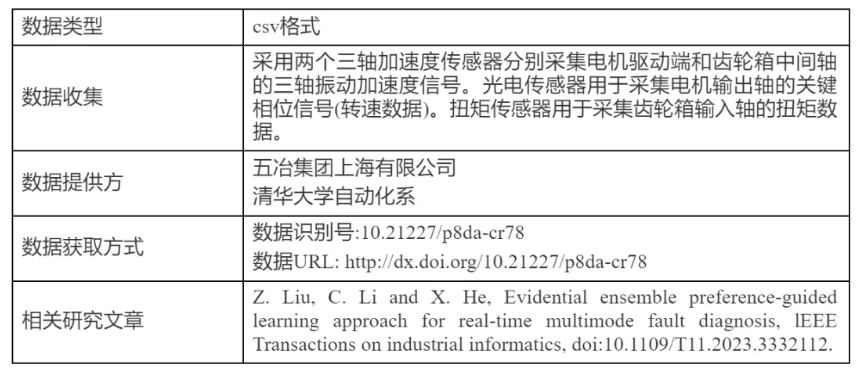 数据类型
csv格式
数据收集
采用两个三轴加速度传感器分别采集电机驱动端和齿轮箱中间轴
的三轴振动加速度信号。光电传感器用于采集电机输出轴的关键
相位信号(转速数据)。扭矩传感器用于采集齿轮箱输入轴的扭矩数
据。
数据提供方
五冶集团上海有限公司
清华大学自动化系
数据获取方式
数据识别号:10.21227/p8da-cr78
数据URL: http://dx.doi.org/10.21227/p8da-cr78
相关研究文章
Z. Liu, C. Li and X. He, Evidential ensemble preference-guided
learning approach for real-time multimode fault diagnosis, lEEE
Transactions on industrial informatics, doi:10.1109/T11.2023.3332112.